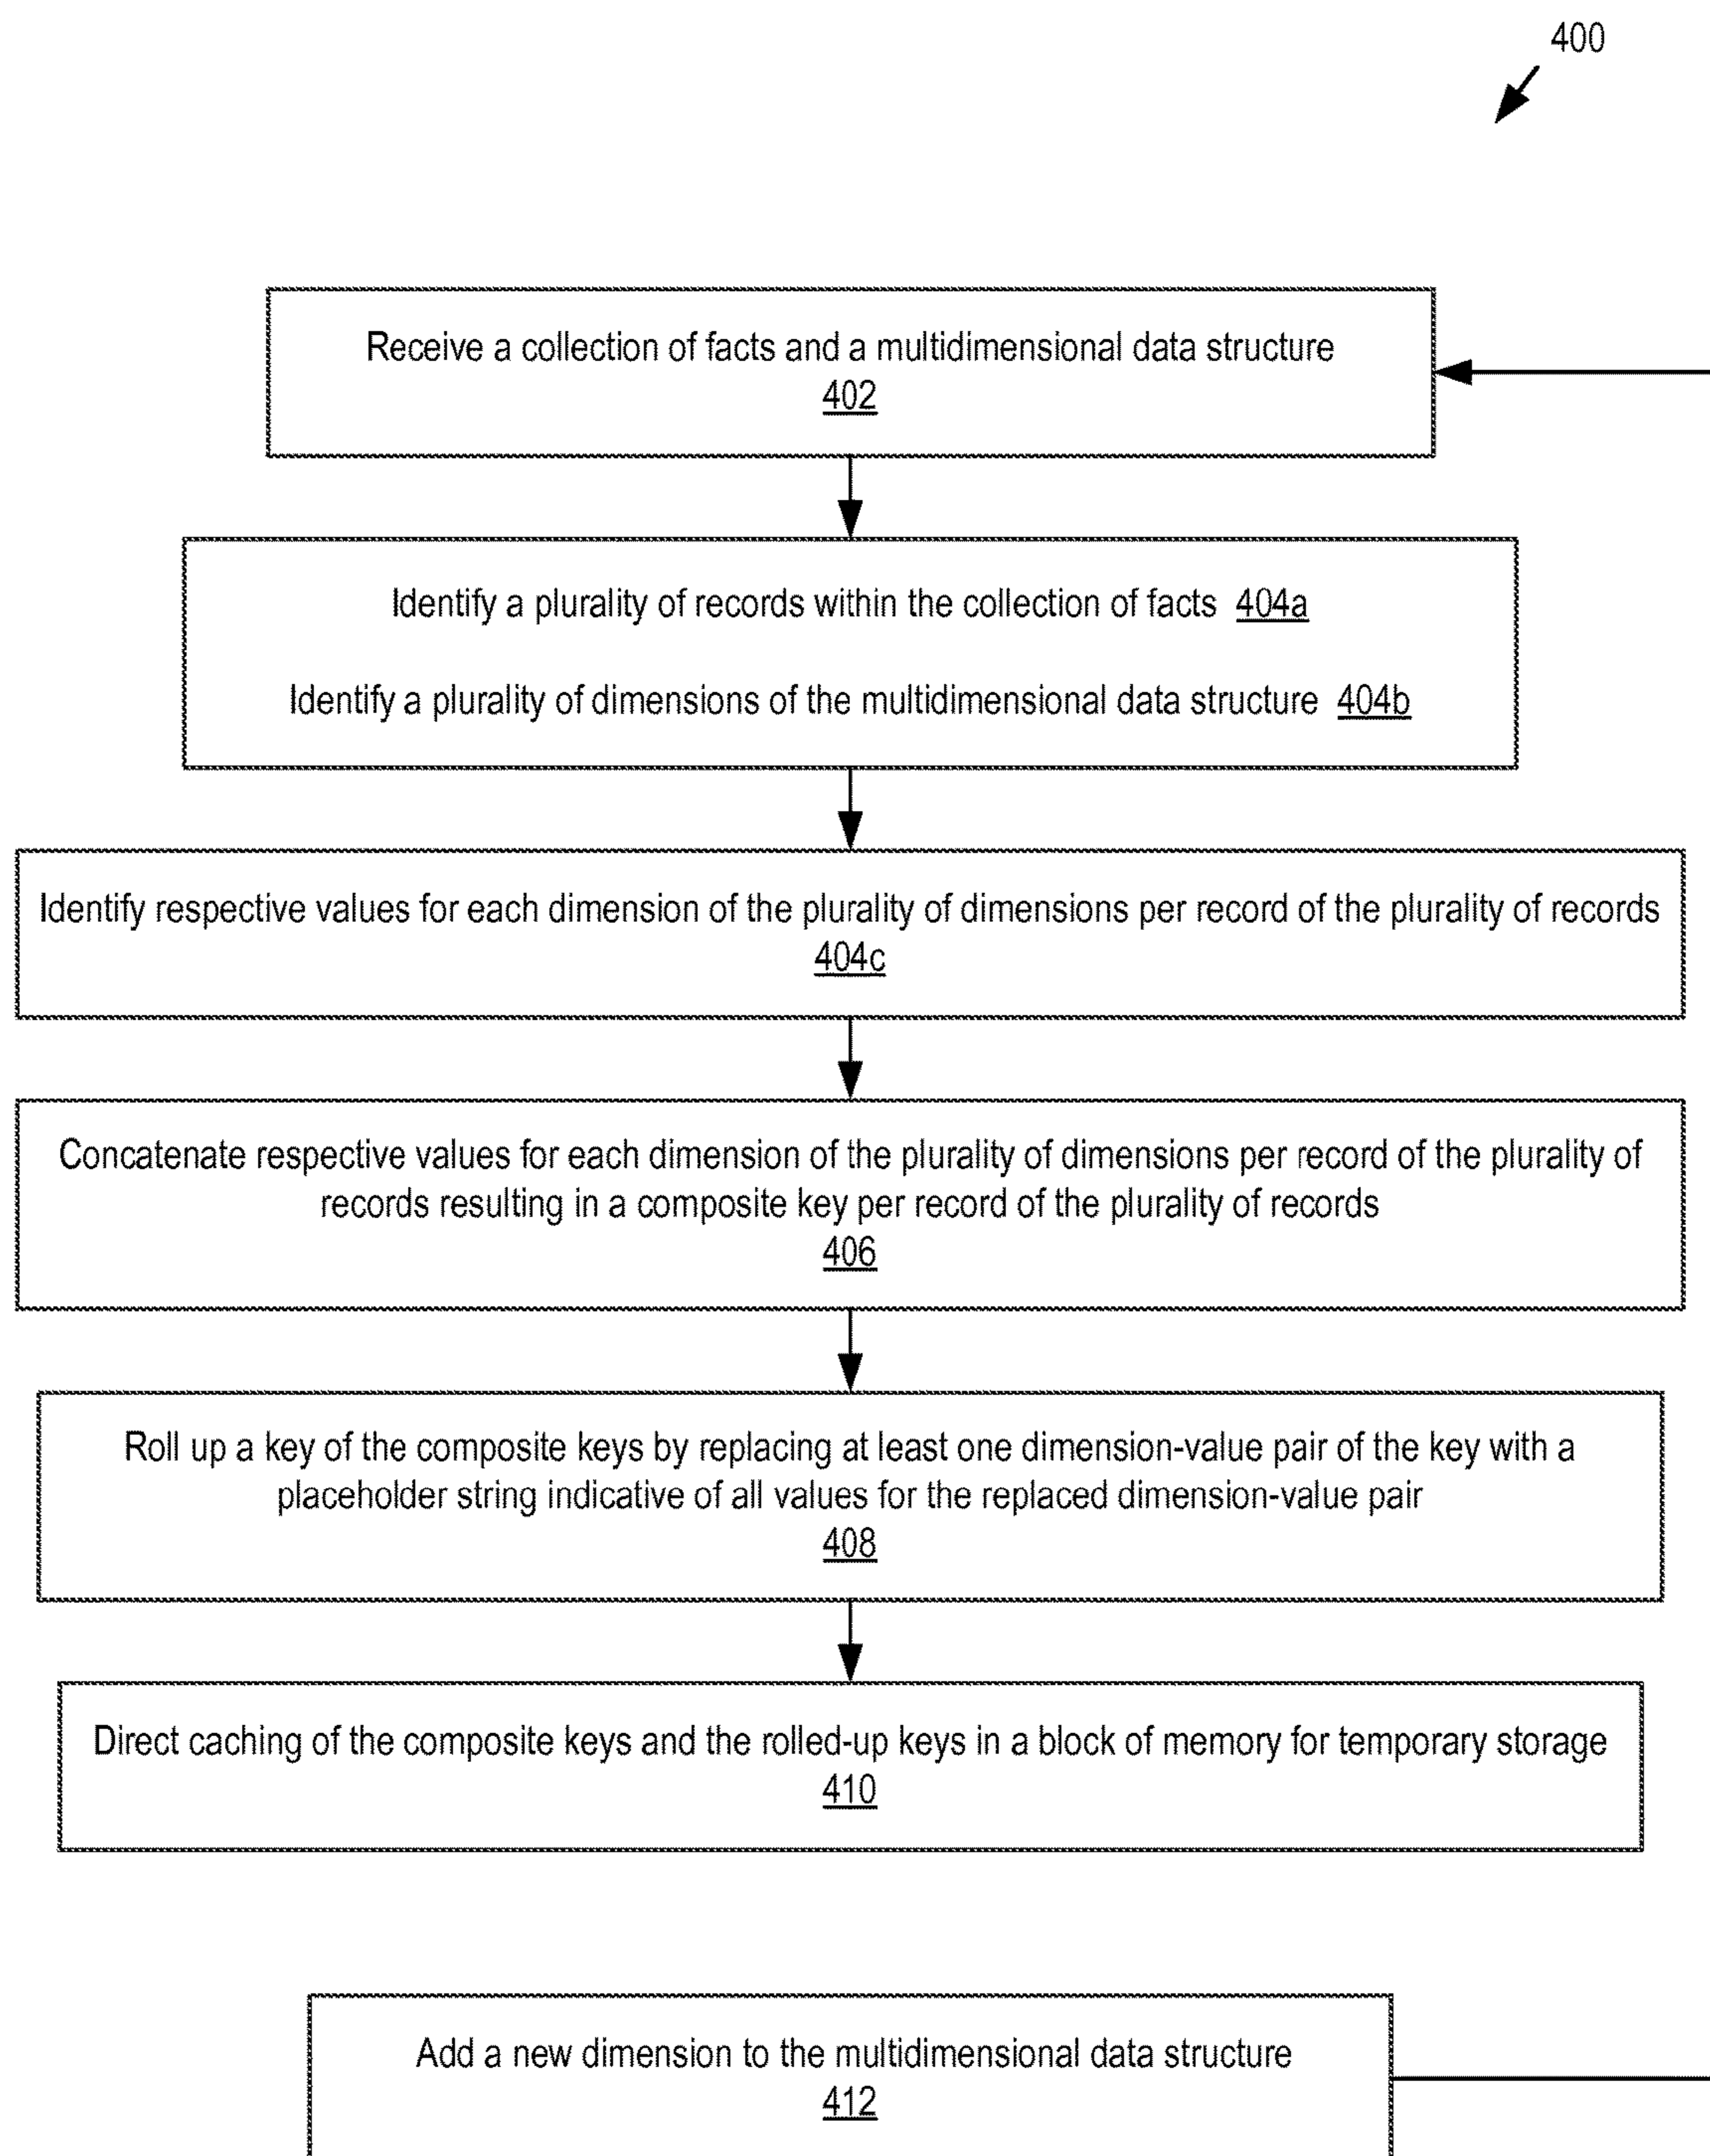 400
Receive a collection of facts and a multidimensional data structure
402
Identify a plurality of records within the collection of facts 404a
Identify a plurality of dimensions of the multidimensional data structure 404b
Identify respective values for each dimension of the plurality of dimensions per record of the plurality of records
404c
Concatenate respective values for each dimension of the plurality of dimensions per record of the plurality of
records resulting in a composite key per record of the plurality of records
406
Roll up a key of the composite keys by replacing at least one dimension-value pair of the key with a
placeholder string indicative of all values for the replaced dimension-value pair
408
Direct caching of the composite keys and the rolled-up keys in a block of memory for temporary storage
410
Add a new dimension to the multidimensional data structure
412